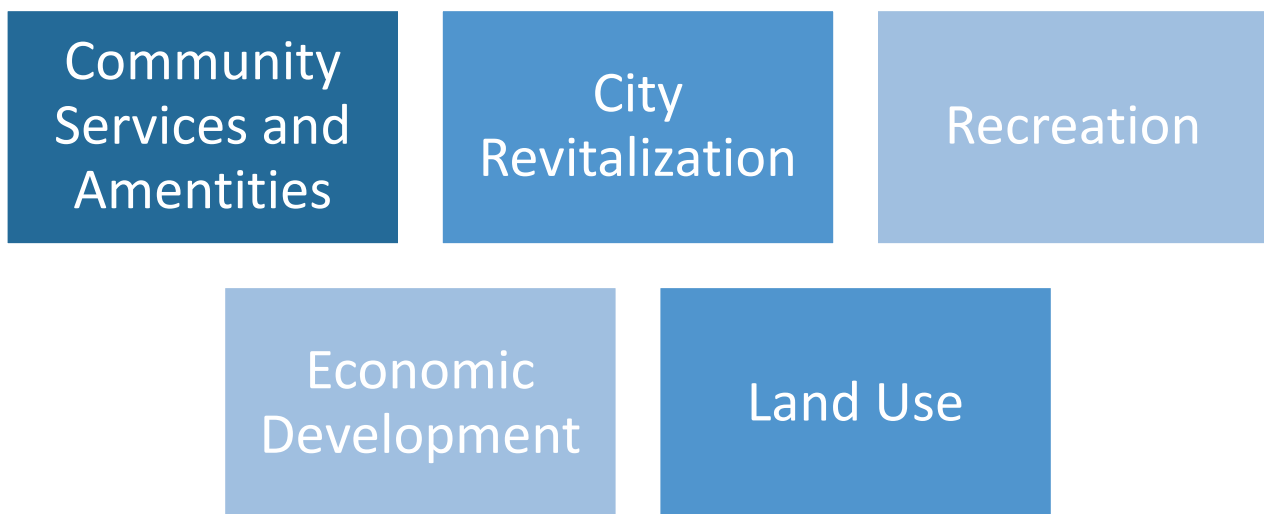 Community
Services and
Amentities
City
Revitalization
Recreation
Economic
Development
Land Use